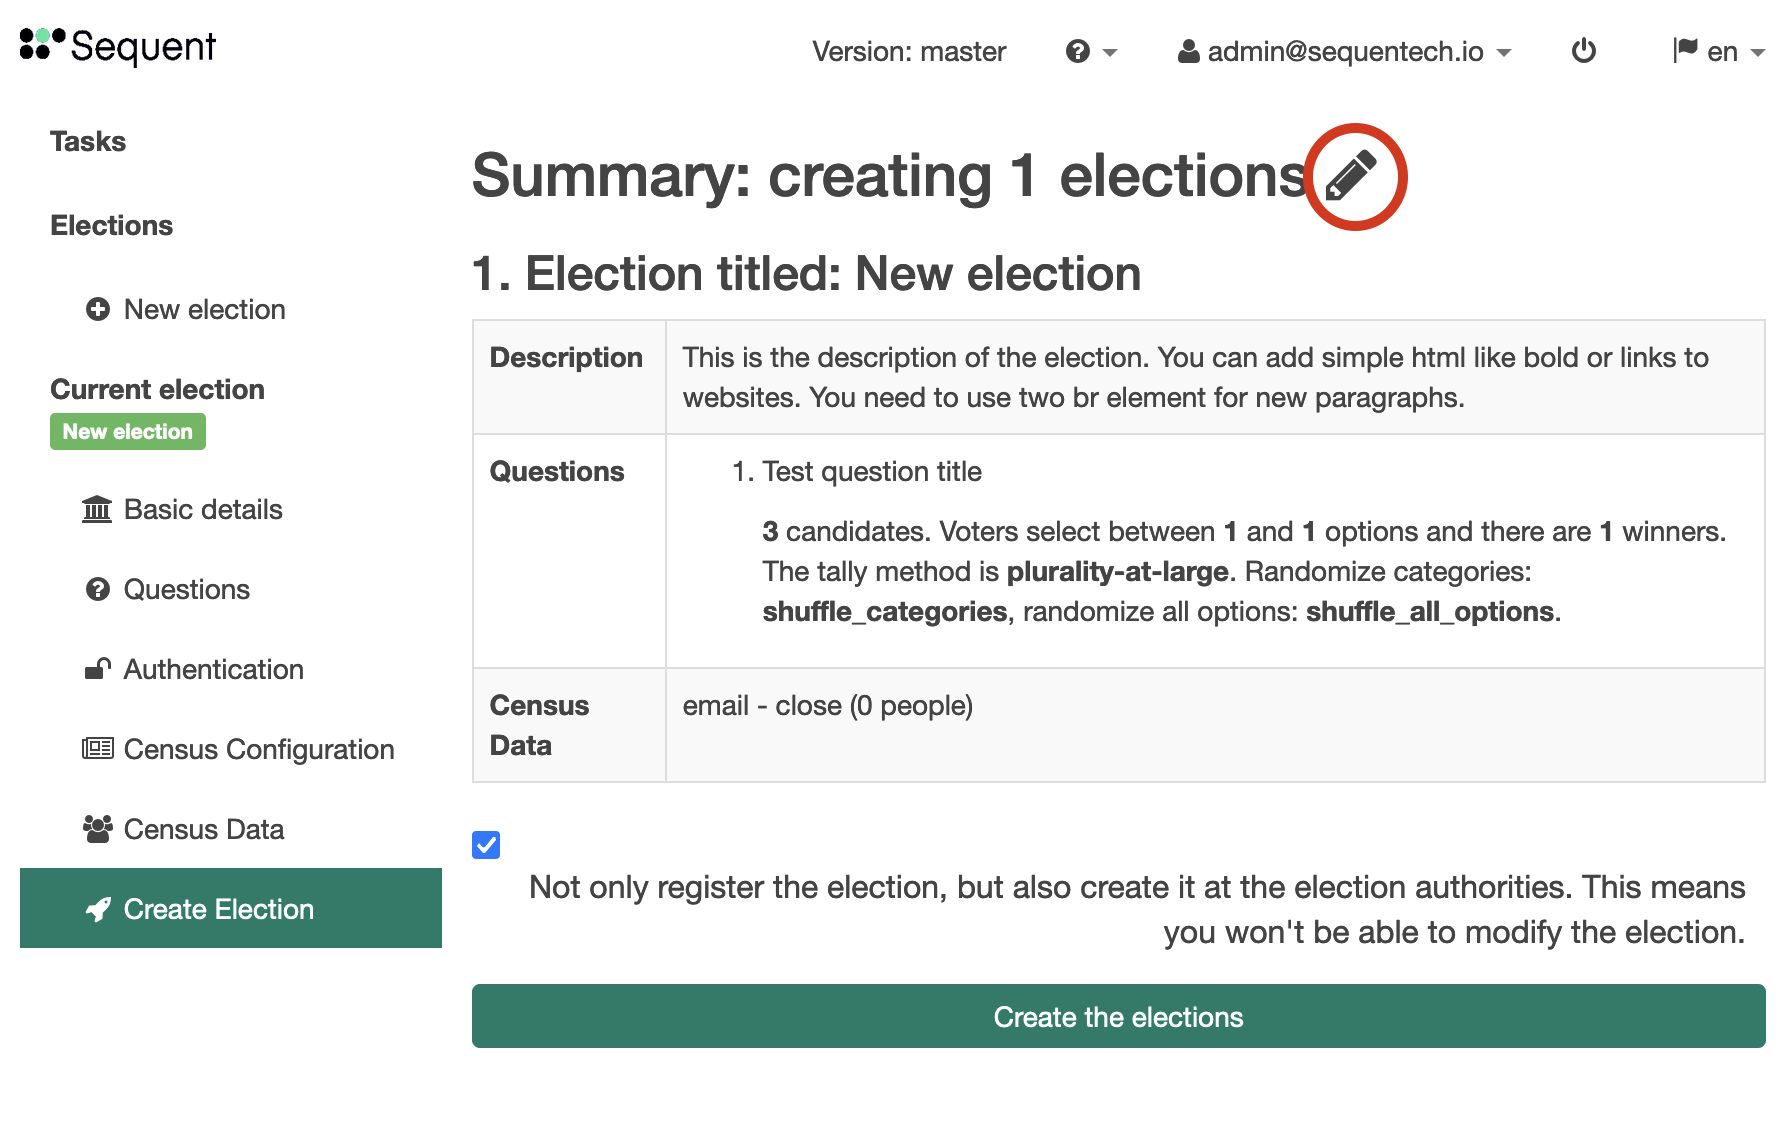 Sequent
Version: master
admin@sequentech.io
en
Tasks
Elections
New election
Current election
New election
Basic details
Questions
Authentication
Census Configuration
Census Data
Create Election
Summary: creating 1 elections
1. Election titled: New election
Description
This is the description of the election. You can add simple html like bold or links to
websites. You need to use two br element for new paragraphs.
Questions
1. Test question title
3 candidates. Voters select between 1 and 1 options and there are 1 winners.
The tally method is plurality-at-large. Randomize categories:
shuffle_categories, randomize all options: shuffle_all_options.
Census
Data
email - close (0 people)
Not only register the election, but also create it at the election authorities. This means
you won't be able to modify the election.
Create the elections